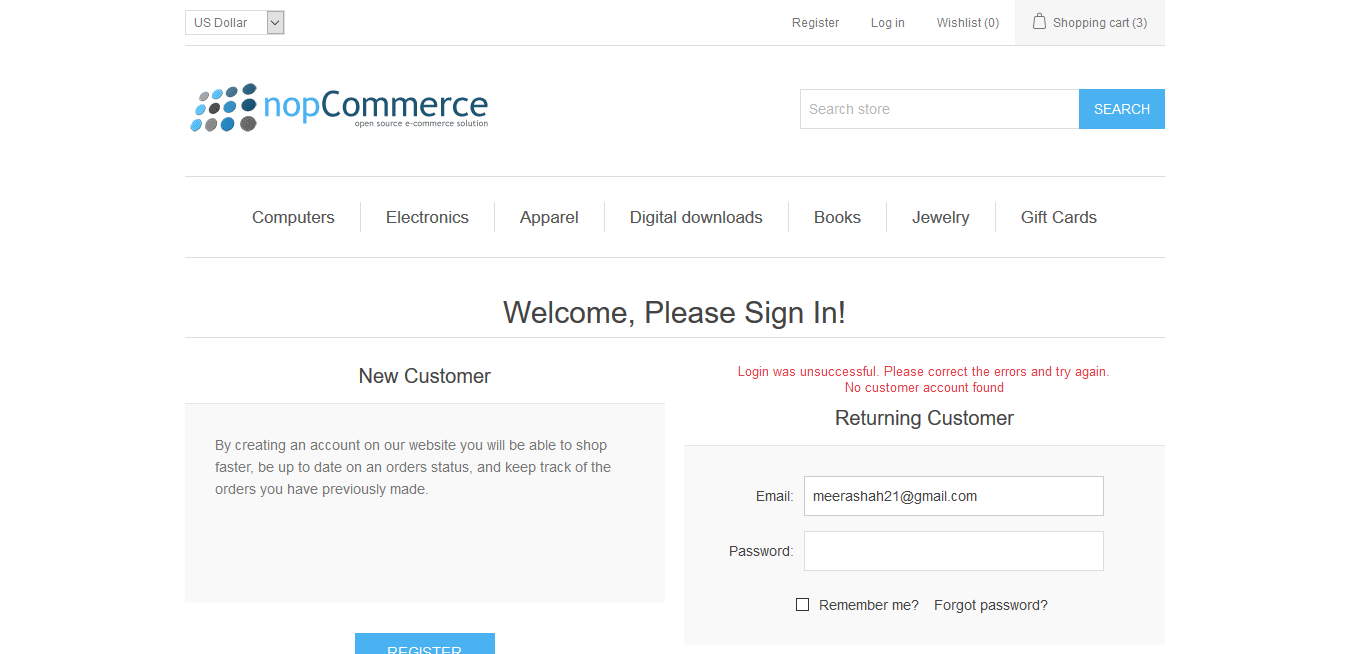 US Dollar
Register Log in Wishlist (0) Shopping cart (3)
nopCommerce
open source e-commerce solution
Search store SEARCH
Computers Electronics Apparel Digital downloads Books Jewelry Gift Cards
Welcome, Please Sign In!
New Customer
By creating an account on our website you will be able to shop
faster, be up to date on an orders status, and keep track of the
orders you have previously made.
REGISTER
Login was unsuccessful. Please correct the errors and try again.
No customer account found
Returning Customer
Email: meerashah21@gmail.com
Password:
Remember me? Forgot password?